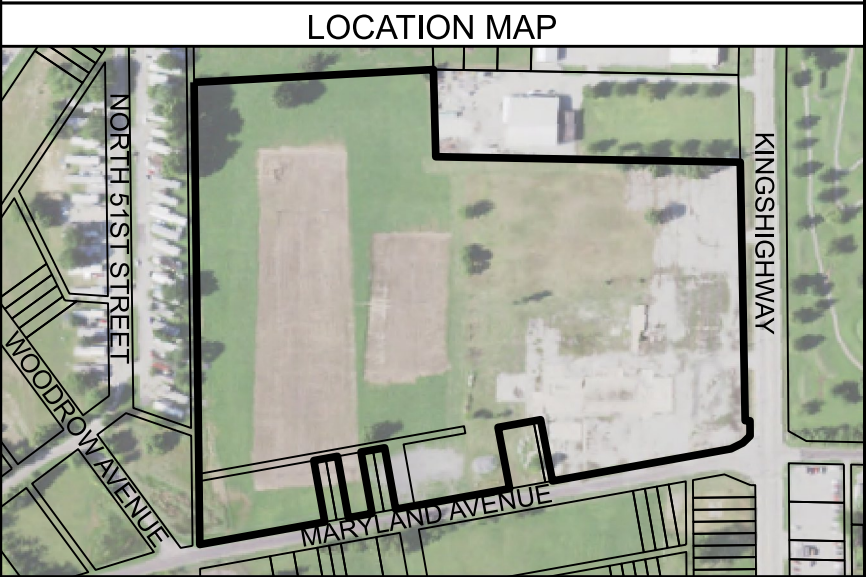 LOCATION MAP
NORTH 51ST STREET
KINGSHIGHWAY
WOODROW AVENUE
MARYLAND AVENUE